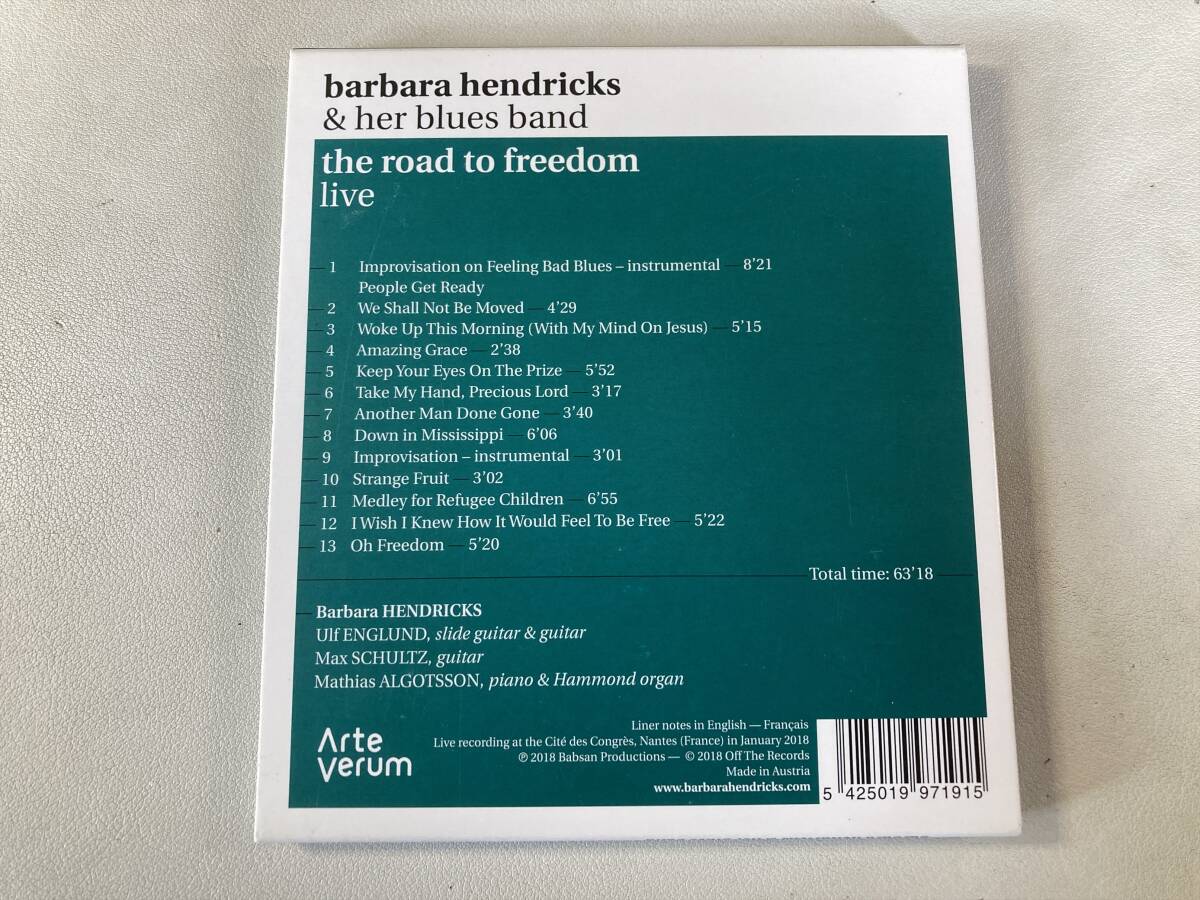 barbara hendricks
& her blues band
the road to freedom
live
1 Improvisation on Feeling Bad Blues – instrumental — 8’21
People Get Ready
2 We Shall Not Be Moved — 4’29
3 Woke Up This Morning (With My Mind On Jesus) — 5’15
4 Amazing Grace — 2’38
5 Keep Your Eyes On The Prize — 5’52
6 Take My Hand, Precious Lord — 3’17
7 Another Man Done Gone — 3’40
8 Down in Mississippi — 6’06
9 Improvisation – instrumental — 3’01
10 Strange Fruit — 3’02
11 Medley for Refugee Children — 6’55
12 I Wish I Knew How It Would Feel To Be Free — 5’22
13 Oh Freedom — 5’20
Total time: 63’18
Barbara HENDRICKS
Ulf ENGLUND, slide guitar & guitar
Max SCHULTZ, guitar
Mathias ALGOTSSON, piano & Hammond organ
Arte
Verum
Liner notes in English — Français
Live recording at the Cité des Congrès, Nantes (France) in January 2018
℗ 2018 Babsan Productions — © 2018 Off The Records
Made in Austria
www.barbarahendricks.com
5 425019 971915